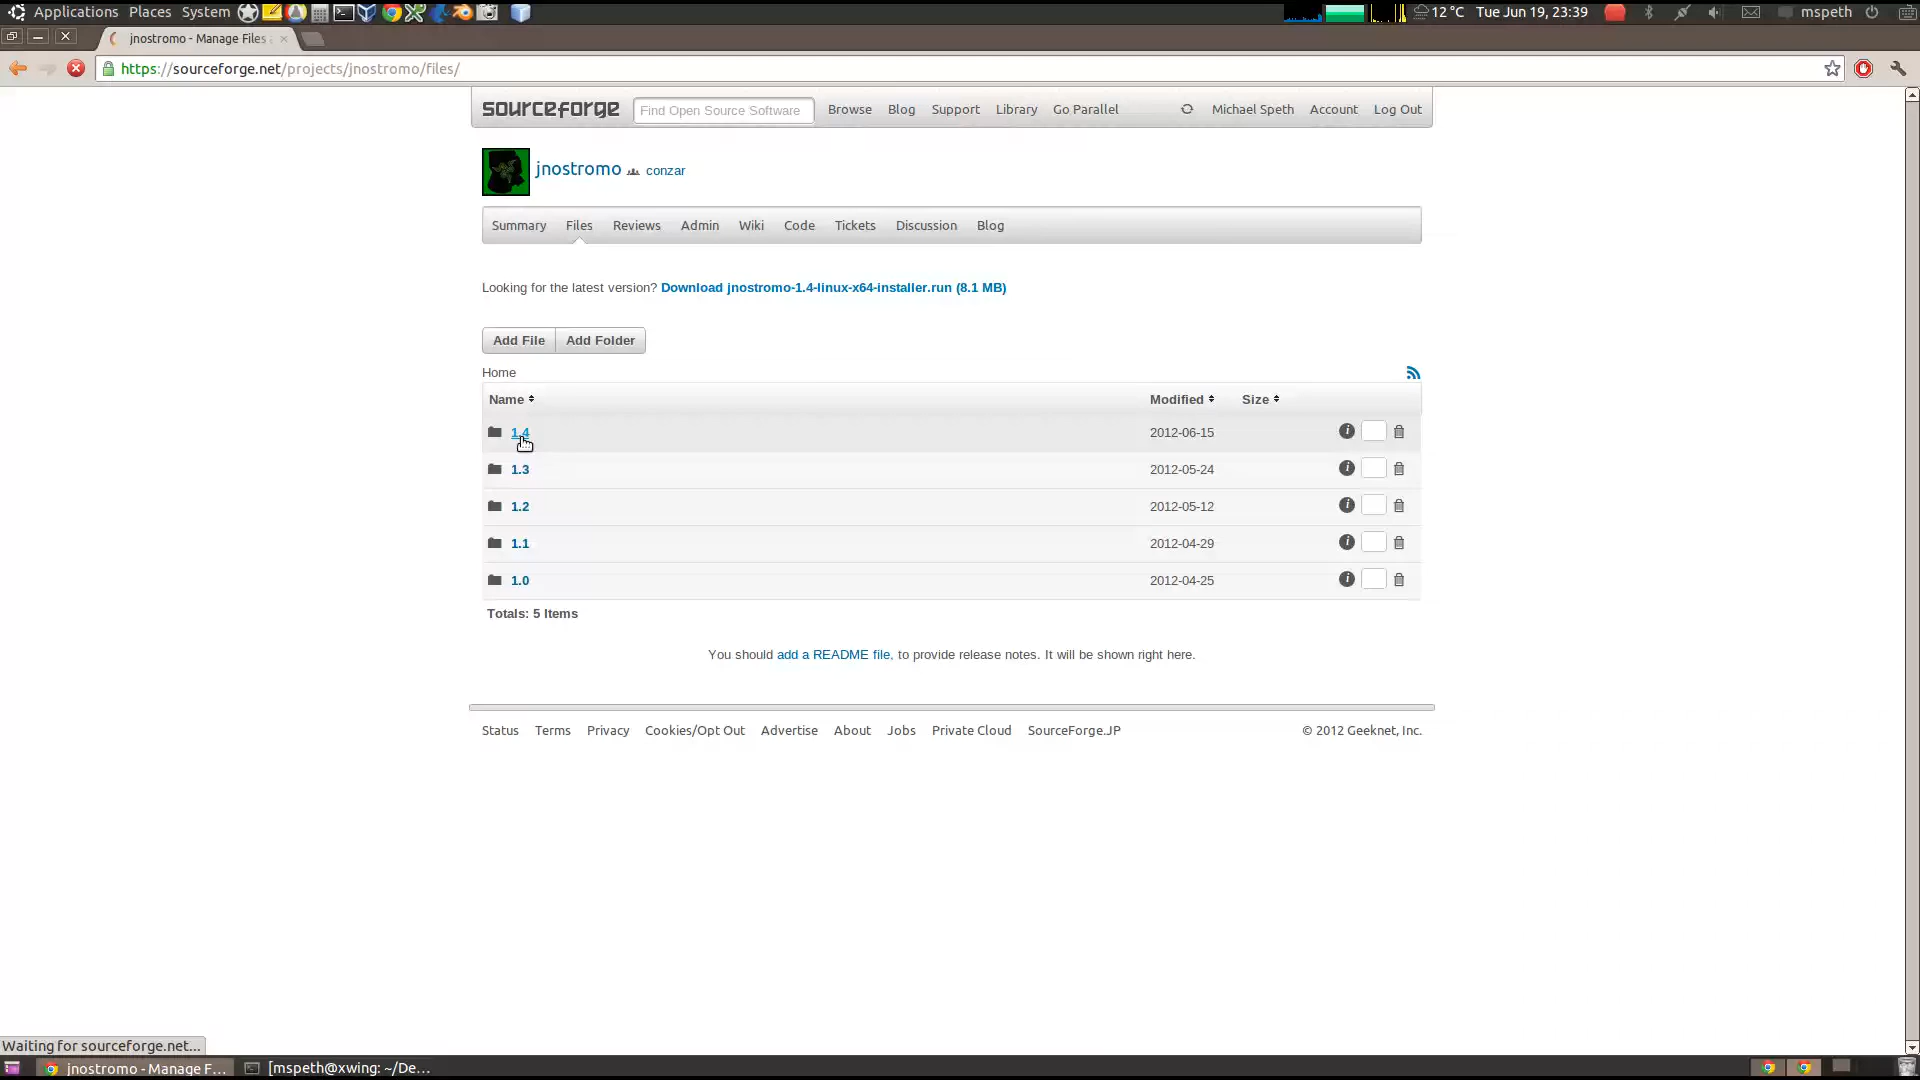 Applications Places System 12 °C Tue Jun 19, 23:39 mspeth
jnostromo - Manage Files
https://sourceforge.net/projects/jnostromo/files/
sourceforge Find Open Source Software Browse Blog Support Library Go Parallel Michael Speth Account Log Out
jnostromo conzar
Summary Files Reviews Admin Wiki Code Tickets Discussion Blog
Looking for the latest version? Download jnostromo-1.4-linux-x64-installer.run (8.1 MB)
Add File Add Folder
Home
Name Modified Size
1.4 2012-06-15
1.3 2012-05-24
1.2 2012-05-12
1.1 2012-04-29
1.0 2012-04-25
Totals: 5 Items
You should add a README file, to provide release notes. It will be shown right here.
Status Terms Privacy Cookies/Opt Out Advertise About Jobs Private Cloud SourceForge.JP © 2012 Geeknet, Inc.
Waiting for sourceforge.net...
jnostromo - Manage F... [mspeth@xwing: ~/De...